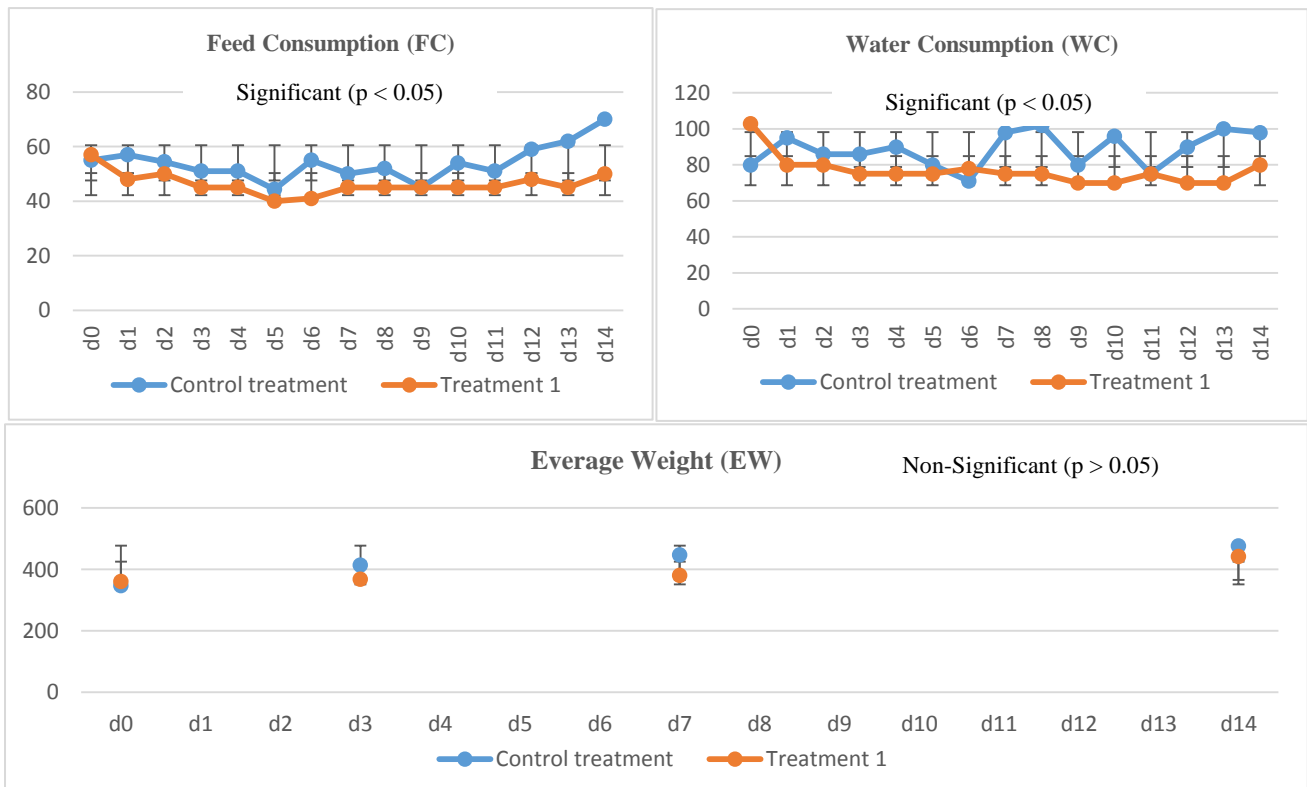 Feed Consumption (FC)
Significant (p < 0.05)
80
60
40
20
0
d0 d1 d2 d3 d4 d5 d6 d7 d8 d9 d10 d11 d12 d13 d14
Control treatment Treatment 1
Water Consumption (WC)
Significant (p < 0.05)
120
100
80
60
40
20
0
d0 d1 d2 d3 d4 d5 d6 d7 d8 d9 d10 d11 d12 d13 d14
Control treatment Treatment 1
Everage Weight (EW)
Non-Significant (p > 0.05)
600
400
200
0
d0 d1 d2 d3 d4 d5 d6 d7 d8 d9 d10 d11 d12 d13 d14
Control treatment Treatment 1